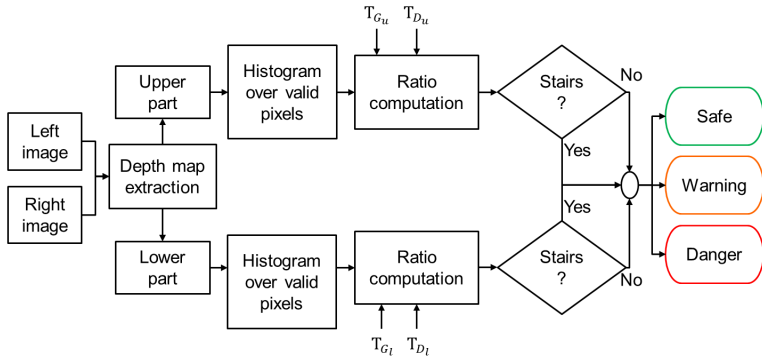 T_{G_u} T_{D_u}
Left
image
Right
image
Depth map
extraction
Upper
part
Histogram
over valid
pixels
Ratio
computation
Stairs
?
No
Yes
Lower
part
Histogram
over valid
pixels
Ratio
computation
T_{G_l} T_{D_l}
Stairs
?
Yes
No
Safe
Warning
Danger